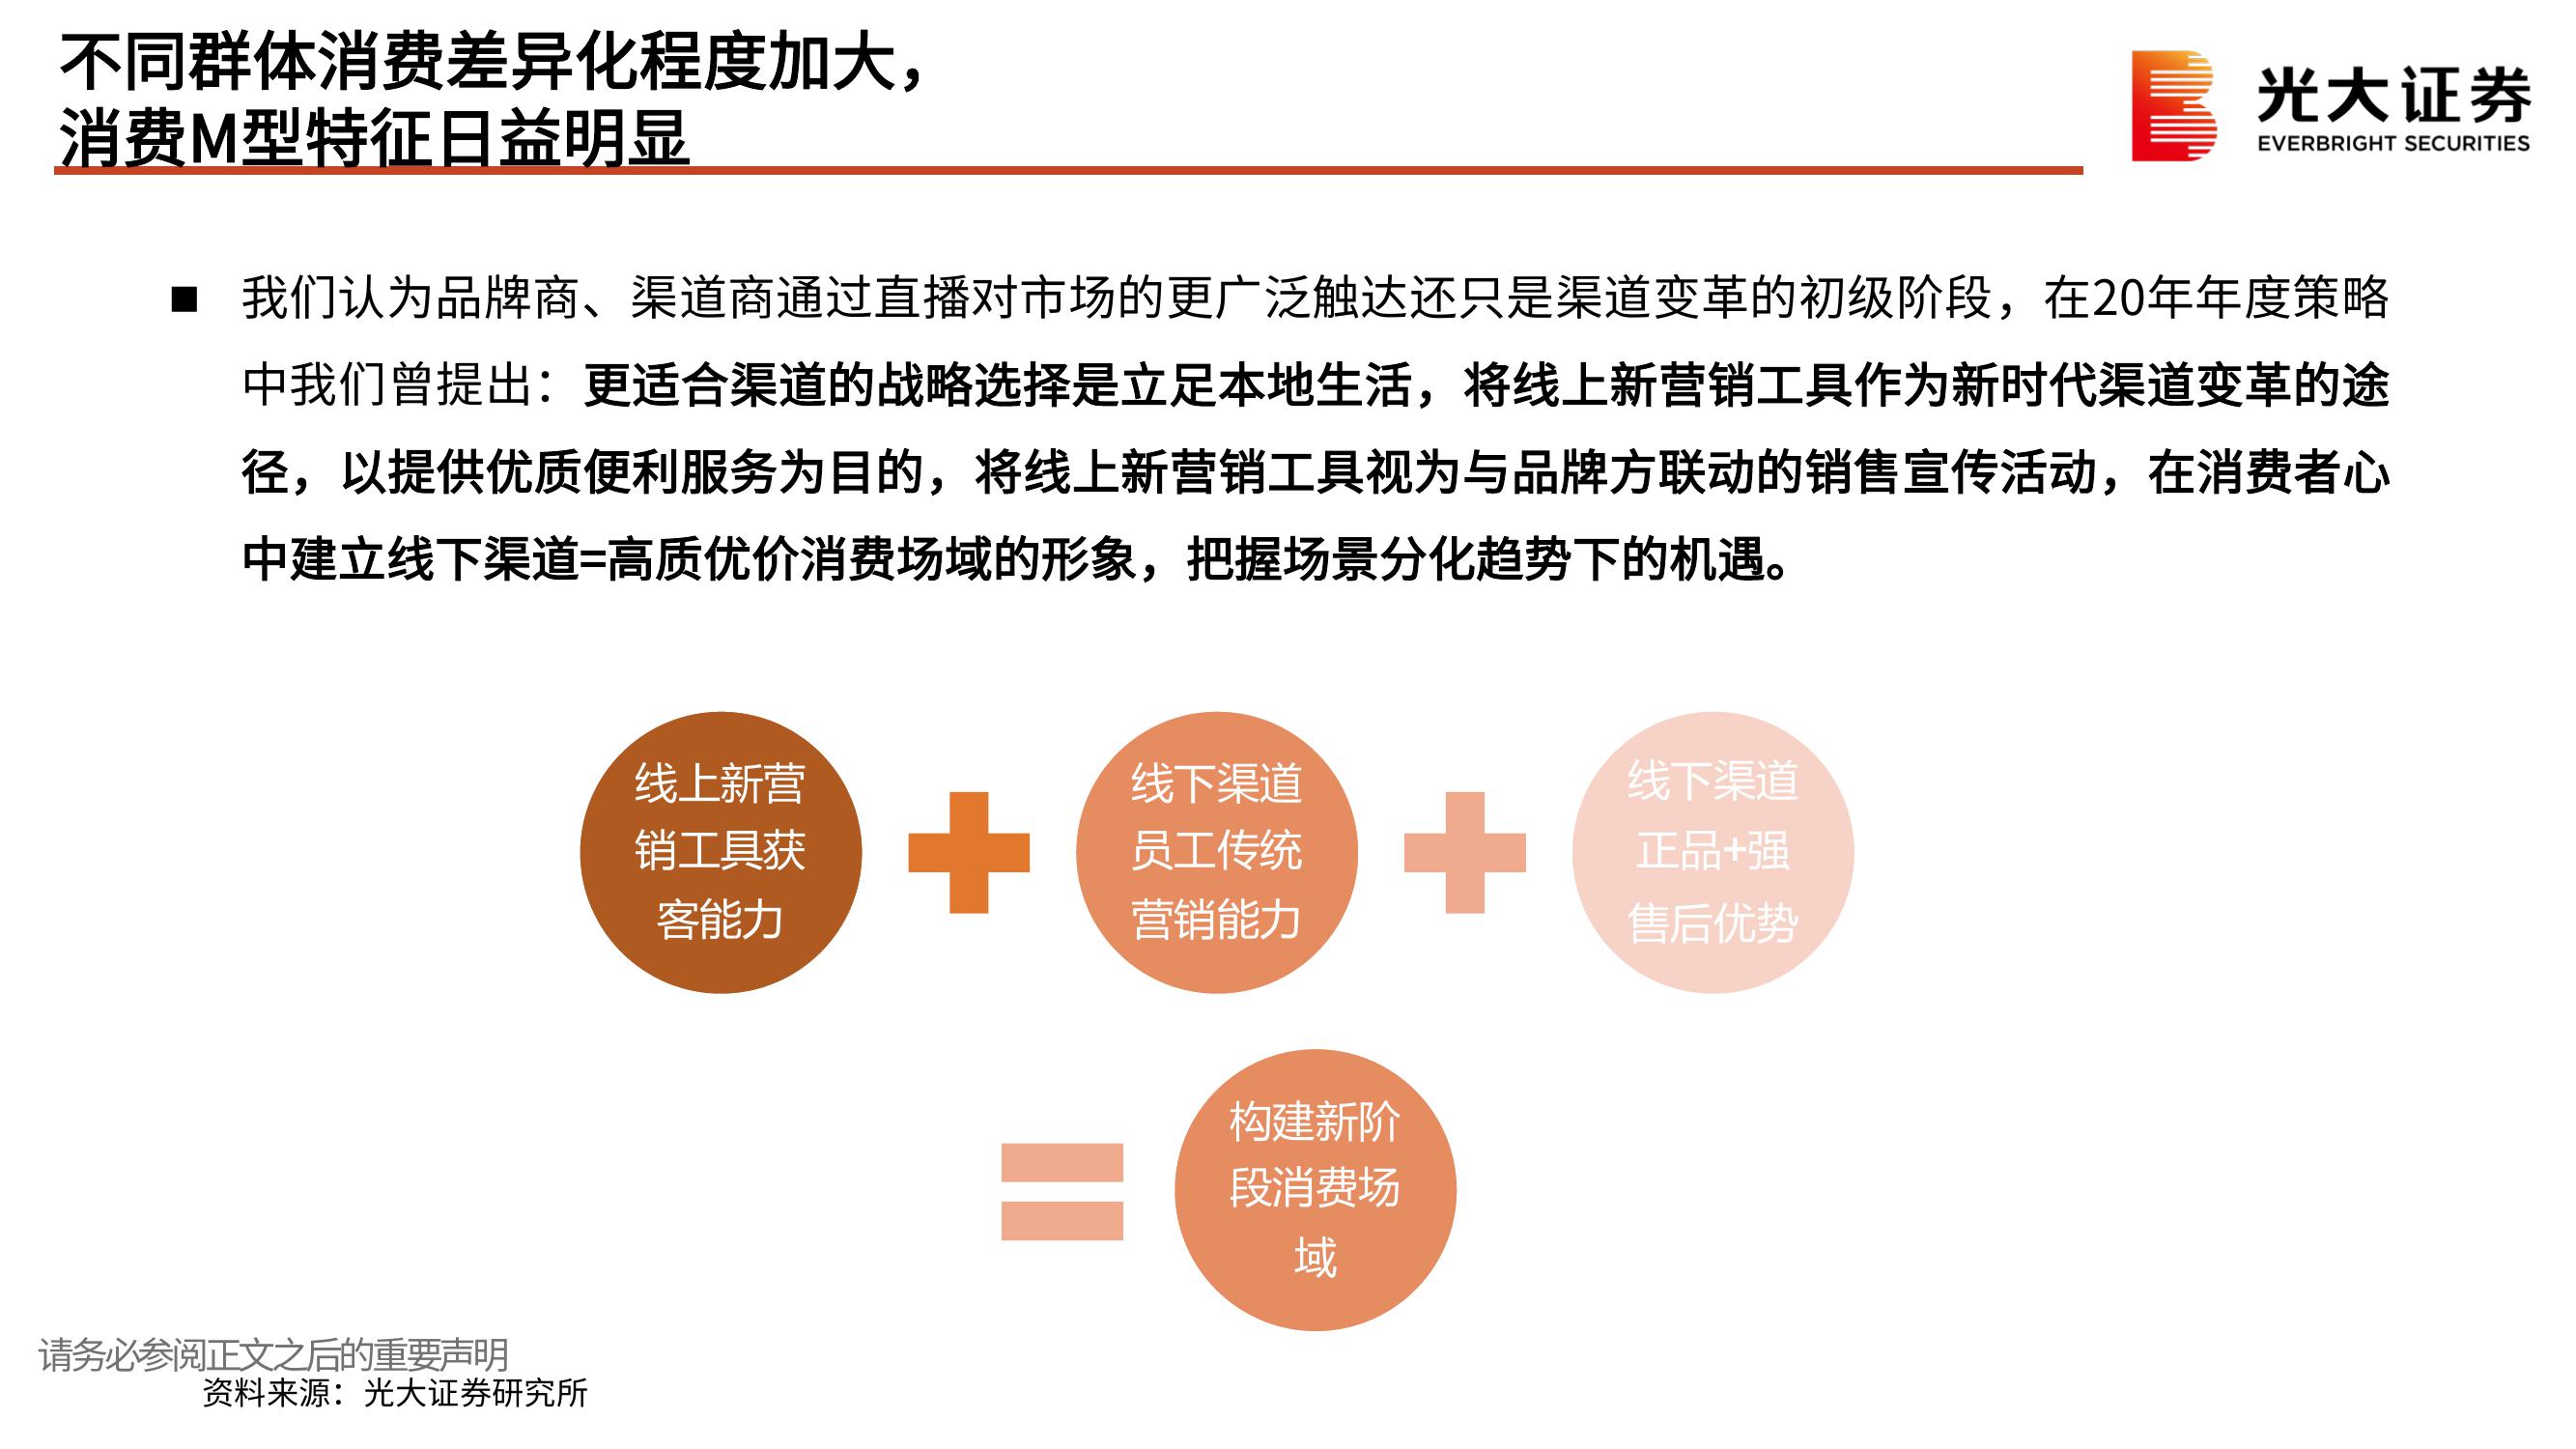 不同群体消费差异化程度加大，
消费M型特征日益明显
光大证券
EVERBRIGHT SECURITIES
■ 我们认为品牌商、渠道商通过直播对市场的更广泛触达还只是渠道变革的初级阶段，在20年年度策略
中我们曾提出：更适合渠道的战略选择是立足本地生活，将线上新营销工具作为新时代渠道变革的途
径，以提供优质便利服务为目的，将线上新营销工具视为与品牌方联动的销售宣传活动，在消费者心
中建立线下渠道=高质优价消费场域的形象，把握场景分化趋势下的机遇。
线上新营
销工具获
客能力
线下渠道
员工传统
营销能力
线下渠道
正品+强
售后优势
构建新阶
段消费场
域
请务必参阅正文之后的重要声明
资料来源：光大证券研究所